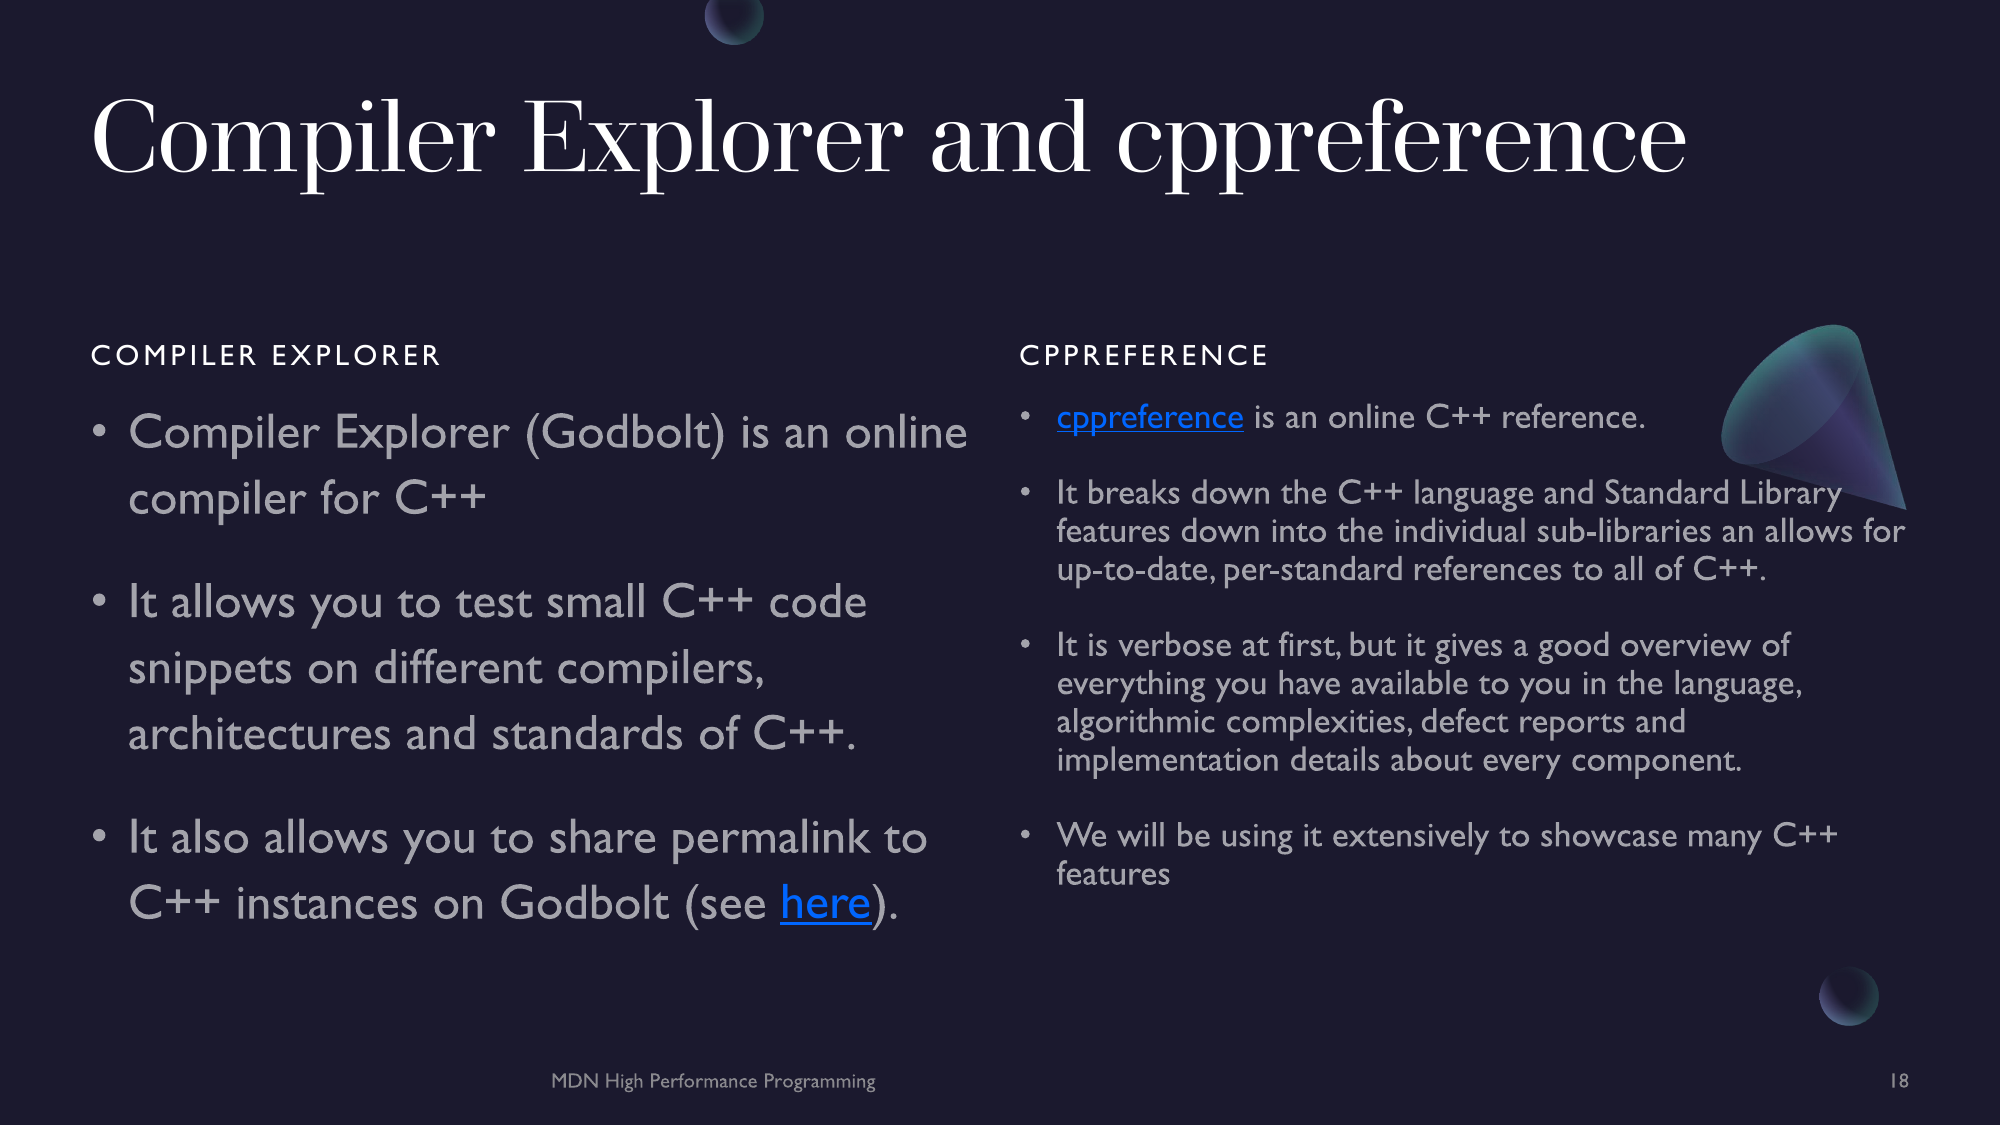 Compiler Explorer and cppreference
COMPILER EXPLORER
• Compiler Explorer (Godbolt) is an online
compiler for C++
• It allows you to test small C++ code
snippets on different compilers,
architectures and standards of C++.
• It also allows you to share permalink to
C++ instances on Godbolt (see here).
CPPREFERENCE
• cppreference is an online C++ reference.
• It breaks down the C++ language and Standard Library
features down into the individual sub-libraries an allows for
up-to-date, per-standard references to all of C++.
• It is verbose at first, but it gives a good overview of
everything you have available to you in the language,
algorithmic complexities, defect reports and
implementation details about every component.
• We will be using it extensively to showcase many C++
features
MDN High Performance Programming
18